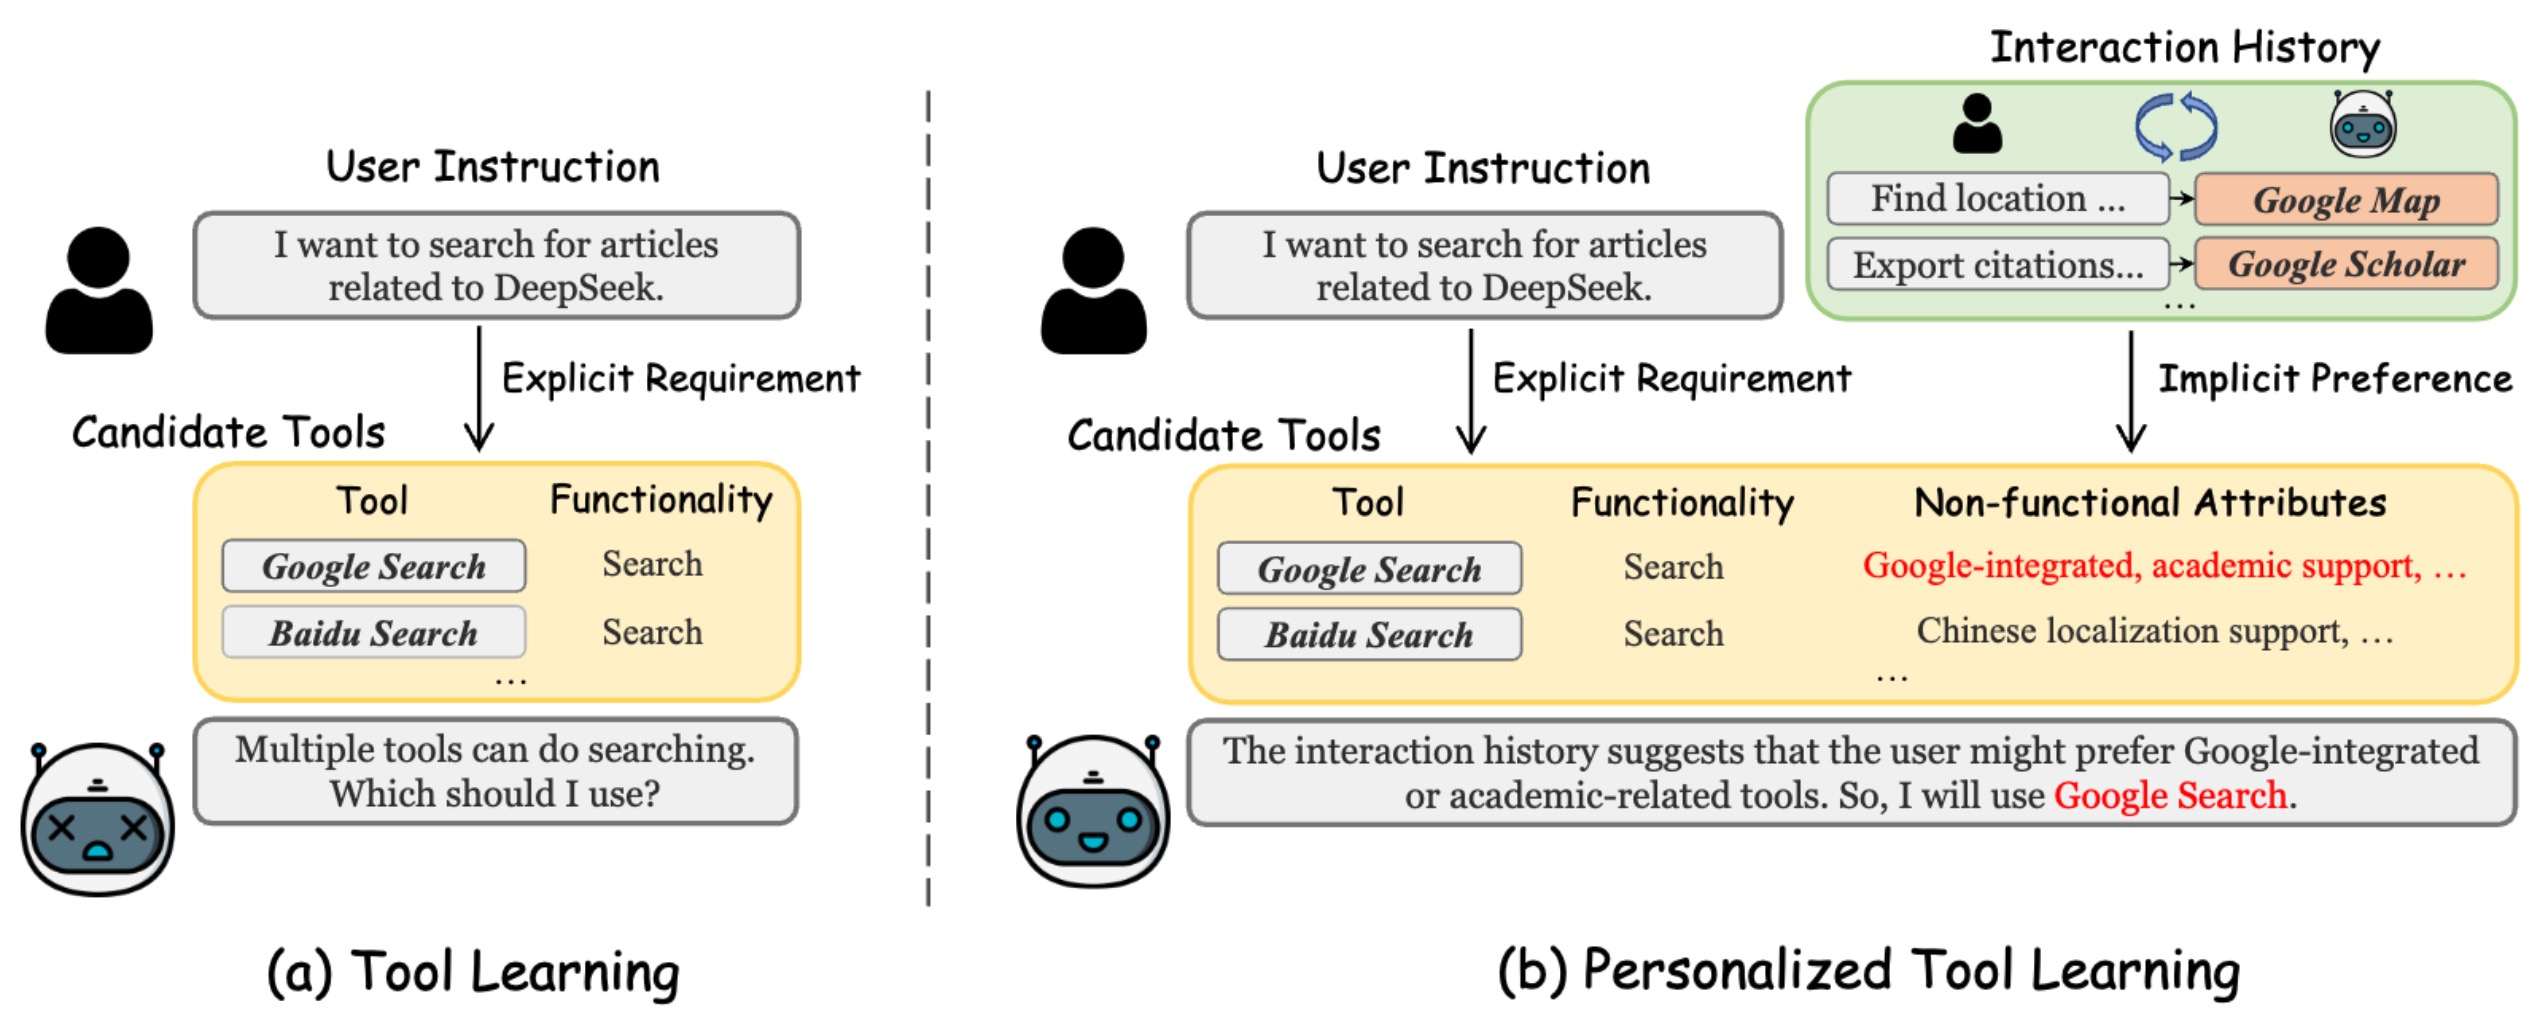 User Instruction
I want to search for articles
related to DeepSeek.
Explicit Requirement
Candidate Tools
Tool Functionality
Google Search Search
Baidu Search Search
...
Multiple tools can do searching.
Which should I use?
(a) Tool Learning
Interaction History
Find location ... Google Map
Export citations... Google Scholar
...
User Instruction
I want to search for articles
related to DeepSeek.
Explicit Requirement
Implicit Preference
Candidate Tools
Tool Functionality Non-functional Attributes
Google Search Search Google-integrated, academic support, ...
Baidu Search Search Chinese localization support, ...
...
The interaction history suggests that the user might prefer Google-integrated
or academic-related tools. So, I will use Google Search.
(b) Personalized Tool Learning